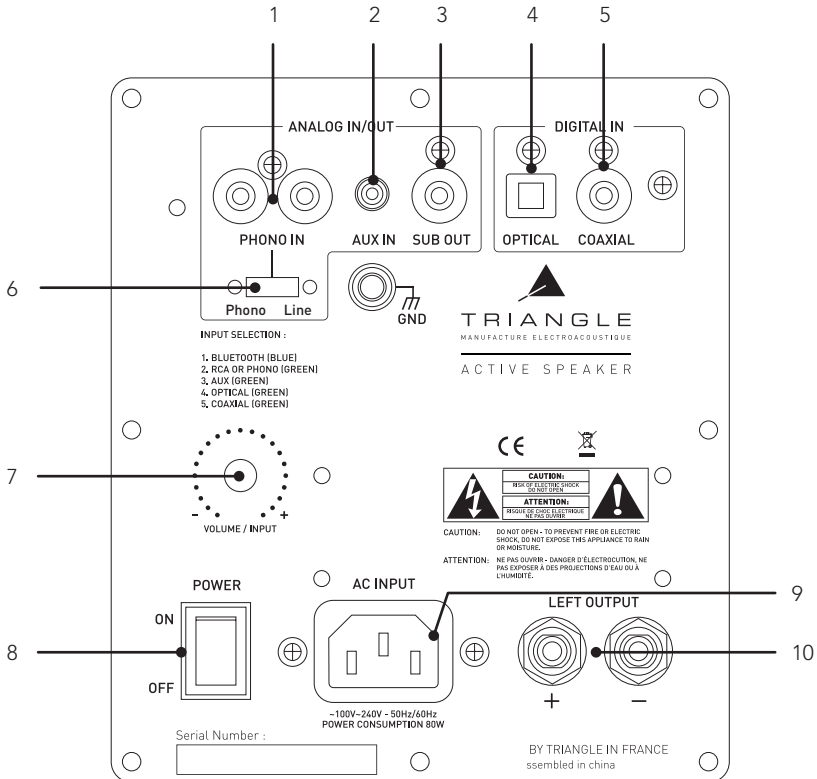 1 2 3 4 5
ANALOG IN/OUT
DIGITAL IN
PHONO IN
AUX IN
SUB OUT
OPTICAL
COAXIAL
6
Phono Line
GND
INPUT SELECTION :
1. BLUETOOTH (BLUE)
2. RCA OR PHONO (GREEN)
3. AUX (GREEN)
4. OPTICAL (GREEN)
5. COAXIAL (GREEN)
TRIANGLE
MANUFACTURE ELECTROACOUSTIQUE
ACTIVE SPEAKER
7
- +
VOLUME / INPUT
CE
CAUTION:
RISK OF ELECTRIC SHOCK
DO NOT OPEN
ATTENTION:
RISQUE DE CHOC ELECTRIQUE
NE PAS OUVRIR
CAUTION: DO NOT OPEN - TO PREVENT FIRE OR ELECTRIC
SHOCK, DO NOT EXPOSE THIS APPLIANCE TO RAIN
OR MOISTURE.
ATTENTION: NE PAS OUVRIR - DANGER D'ÉLECTROCUTION, NE
PAS EXPOSER À DES PROJECTIONS D'EAU OU À
L'HUMIDITÉ.
POWER
ON
OFF
8
AC INPUT
9
~100V~240V - 50Hz/60Hz
POWER CONSUMPTION 80W
LEFT OUTPUT
10
+ −
Serial Number :
BY TRIANGLE IN FRANCE
ssembled in china